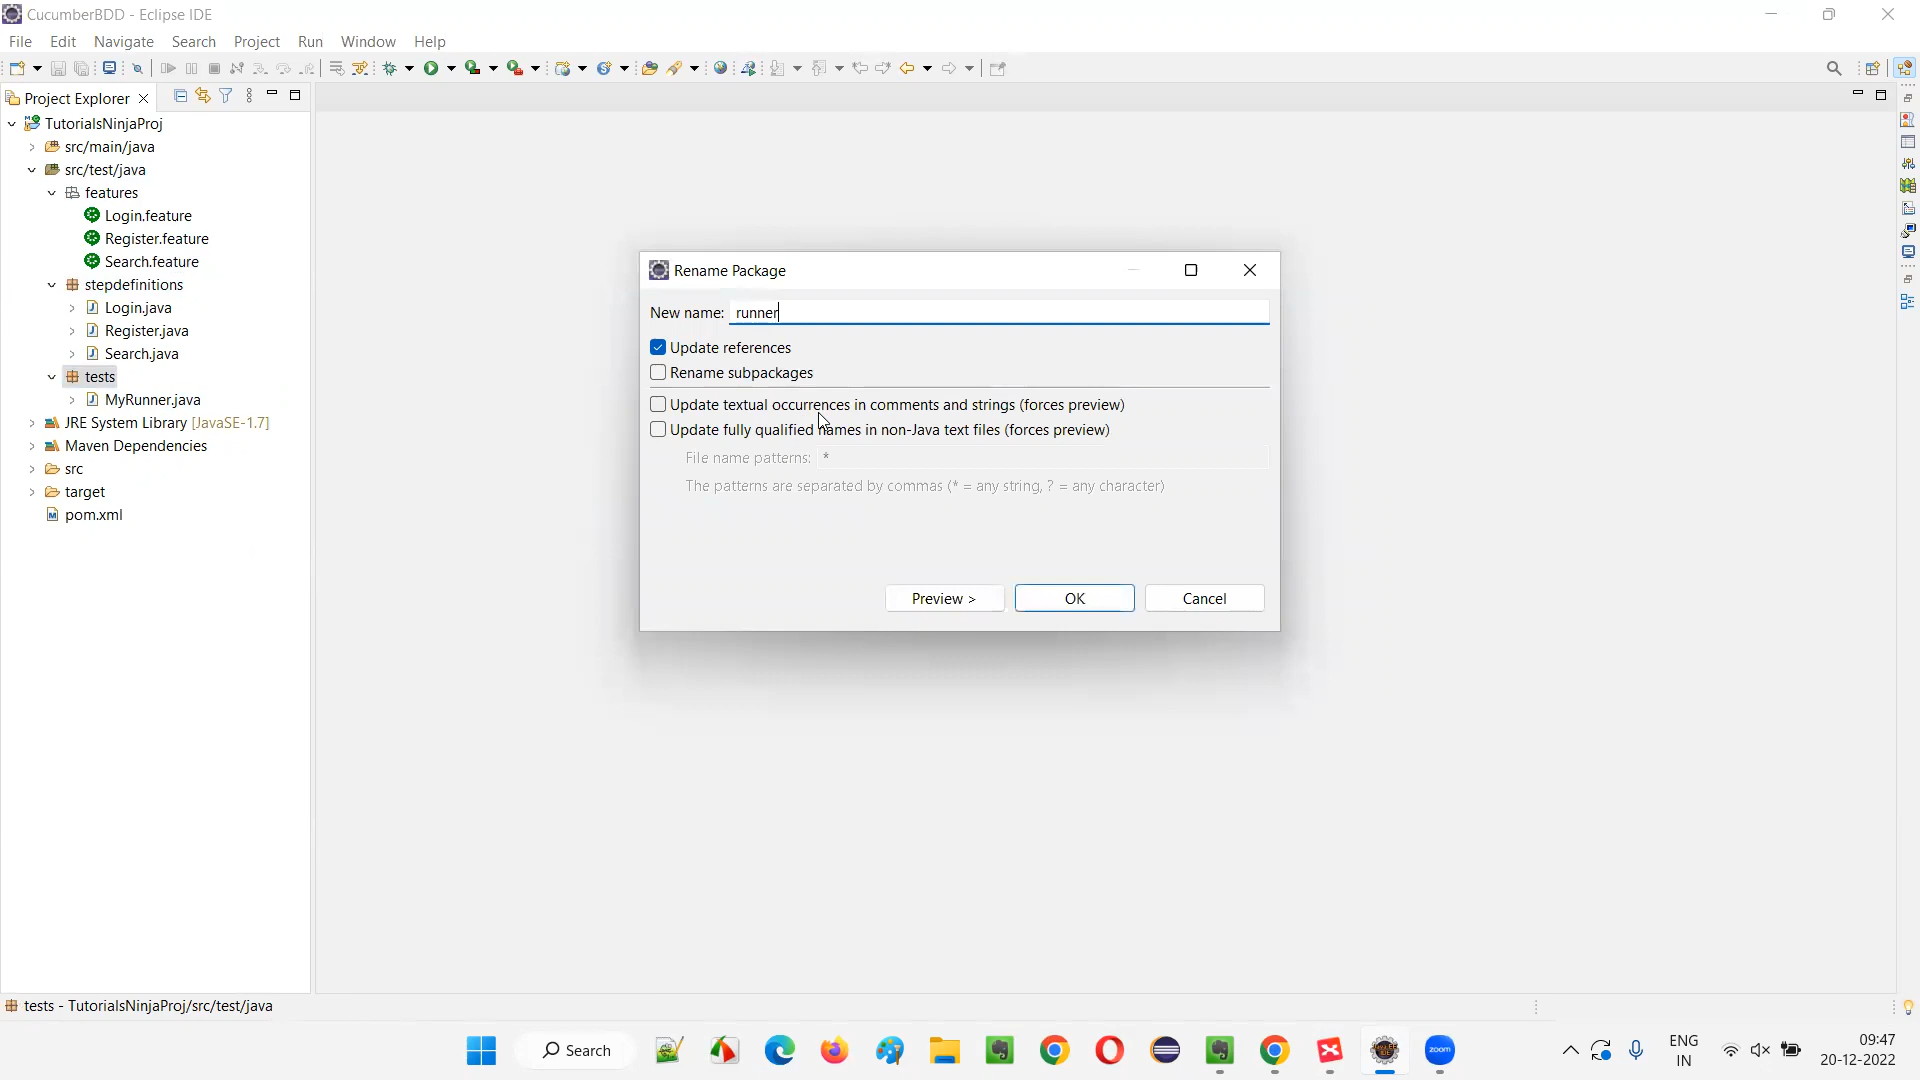 CucumberBDD - Eclipse IDE
File Edit Navigate Search Project Run Window Help
Project Explorer
TutorialsNinjaProj
src/main/java
src/test/java
features
Login.feature
Register.feature
Search.feature
stepdefinitions
Login.java
Register.java
Search.java
tests
MyRunner.java
JRE System Library [JavaSE-1.7]
Maven Dependencies
src
target
pom.xml
Rename Package
New name: runner
Update references
Rename subpackages
Update textual occurrences in comments and strings (forces preview)
Update fully qualified names in non-Java text files (forces preview)
File name patterns: *
The patterns are separated by commas (* = any string, ? = any character)
Preview > OK Cancel
tests - TutorialsNinjaProj/src/test/java
Search
zoom
ENG
IN
09:47
20-12-2022